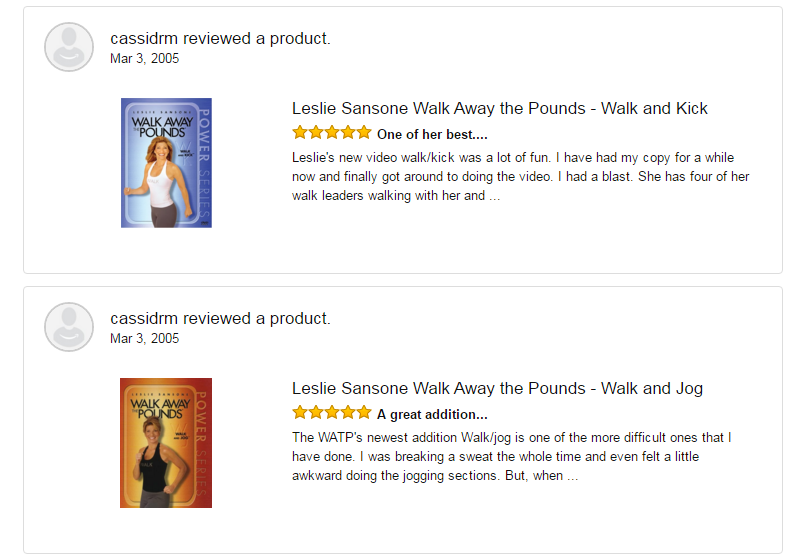 cassidrm reviewed a product.
Mar 3, 2005
LESLIE SANSONE
WALK AWAY
THE POUNDS
POWER SERIES
WALK
AND KICK
Leslie Sansone Walk Away the Pounds - Walk and Kick
One of her best....
Leslie's new video walk/kick was a lot of fun. I have had my copy for a while
now and finally got around to doing the video. I had a blast. She has four of her
walk leaders walking with her and ...
cassidrm reviewed a product.
Mar 3, 2005
LESLIE SANSONE
WALK AWAY
THE POUNDS
POWER SERIES
WALK
AND JOG
Leslie Sansone Walk Away the Pounds - Walk and Jog
A great addition...
The WATP's newest addition Walk/jog is one of the more difficult ones that I
have done. I was breaking a sweat the whole time and even felt a little
awkward doing the jogging sections. But, when ...